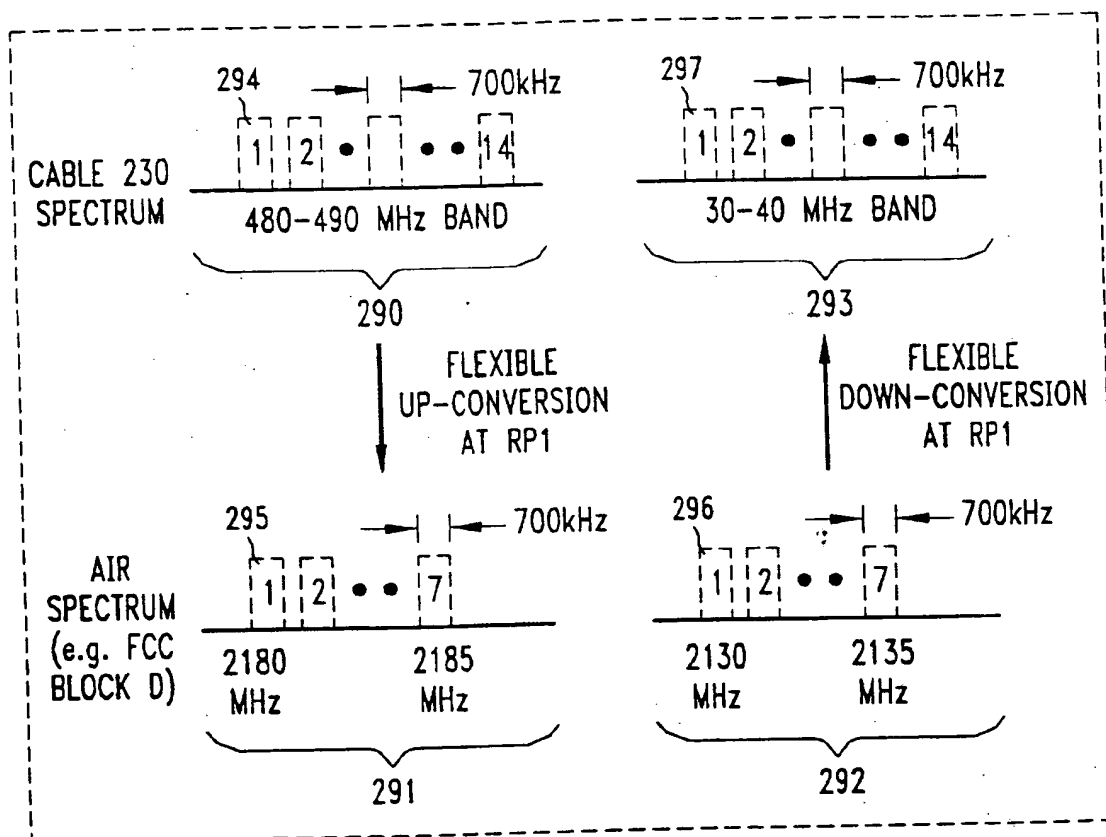 294
700kHz
1 2 14
CABLE 230
SPECTRUM
480-490 MHz BAND
290
297
700kHz
1 2 14
30-40 MHz BAND
293
FLEXIBLE
UP-CONVERSION
AT RP1
FLEXIBLE
DOWN-CONVERSION
AT RP1
295
700kHz
1 2 7
AIR
SPECTRUM
(e.g. FCC
BLOCK D)
2180
MHz
2185
MHz
291
296
700kHz
1 2 7
2130
MHz
2135
MHz
292